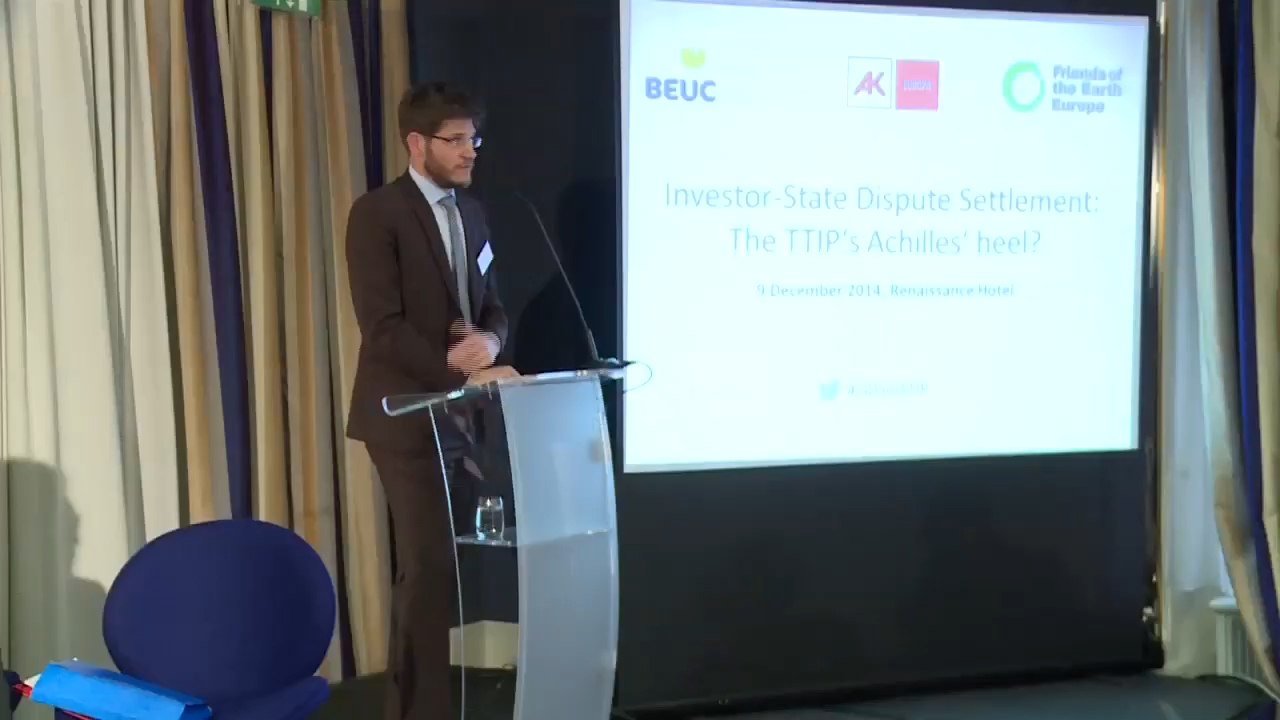 BEUC
AK
EUROPA
Friends of
the Earth
Europe
Investor-State Dispute Settlement:
The TTIP's Achilles' heel?
9 December 2014, Renaissance Hotel